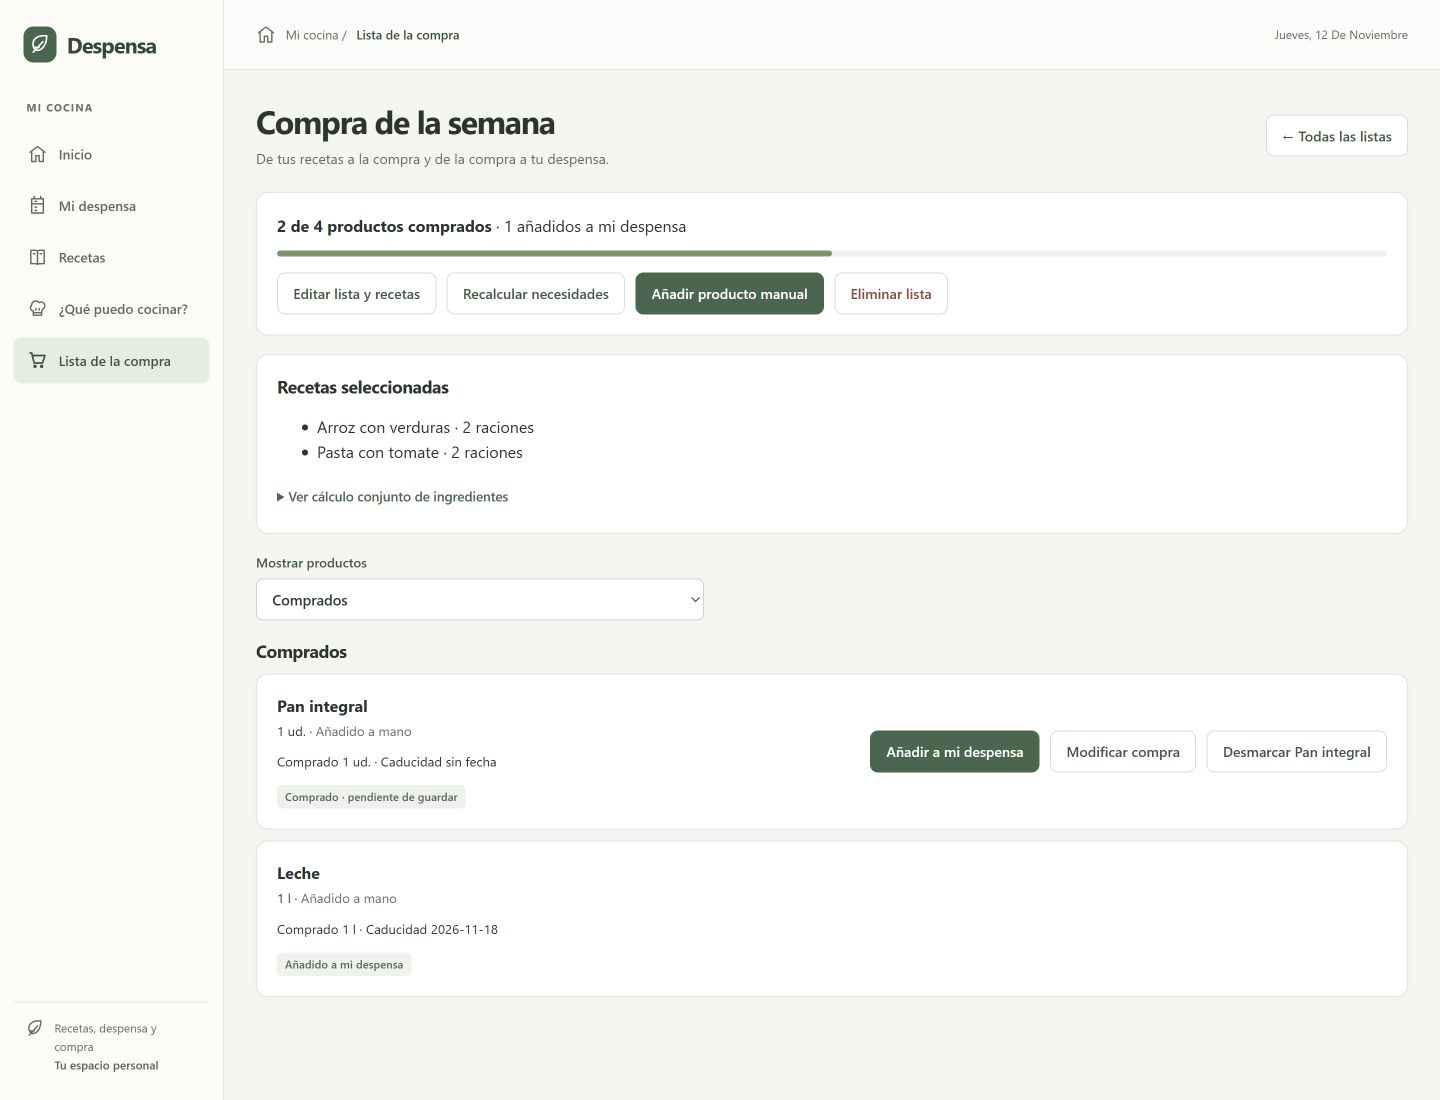 Despensa
MI COCINA
Inicio
Mi despensa
Recetas
¿Qué puedo cocinar?
Lista de la compra
Recetas, despensa y
compra
Tu espacio personal
Mi cocina / Lista de la compra
Jueves, 12 De Noviembre
Compra de la semana
De tus recetas a la compra y de la compra a tu despensa.
← Todas las listas
2 de 4 productos comprados · 1 añadidos a mi despensa
Editar lista y recetas
Recalcular necesidades
Añadir producto manual
Eliminar lista
Recetas seleccionadas
• Arroz con verduras · 2 raciones
• Pasta con tomate · 2 raciones
▶ Ver cálculo conjunto de ingredientes
Mostrar productos
Comprados
Comprados
Pan integral
1 ud. · Añadido a mano
Comprado 1 ud. · Caducidad sin fecha
Comprado · pendiente de guardar
Añadir a mi despensa
Modificar compra
Desmarcar Pan integral
Leche
1 l · Añadido a mano
Comprado 1 l · Caducidad 2026-11-18
Añadido a mi despensa